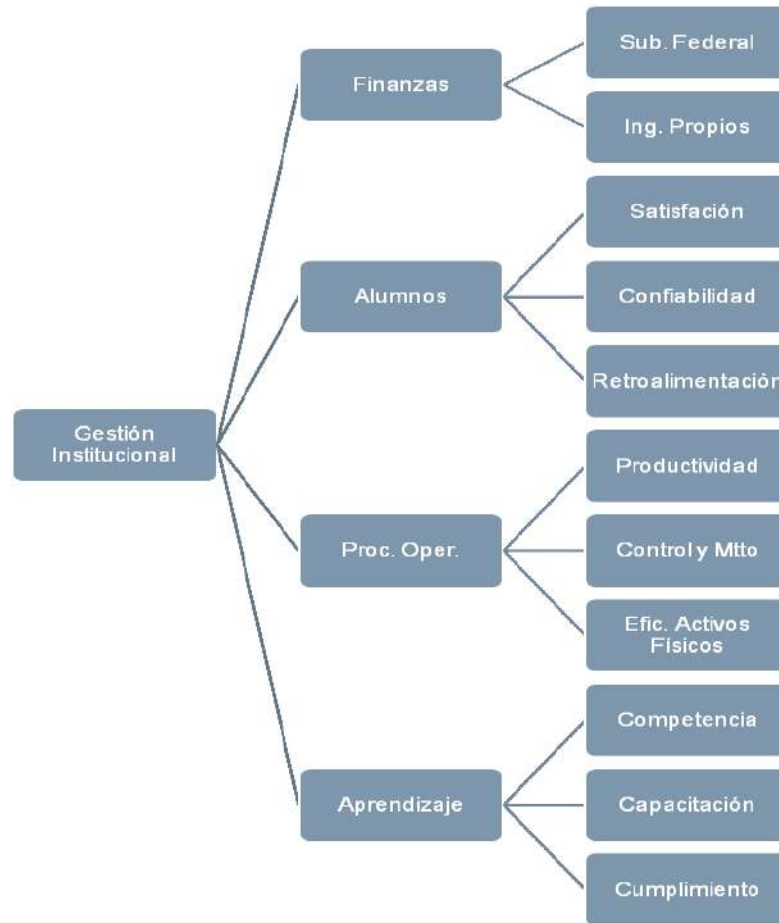 Gestión
Institucional
Finanzas
Sub. Federal
Ing. Propios
Alumnos
Satisfación
Confiabilidad
Retroalimentación
Proc. Oper.
Productividad
Control y Mtto
Efic. Activos
Físicos
Aprendizaje
Competencia
Capacitación
Cumplimiento